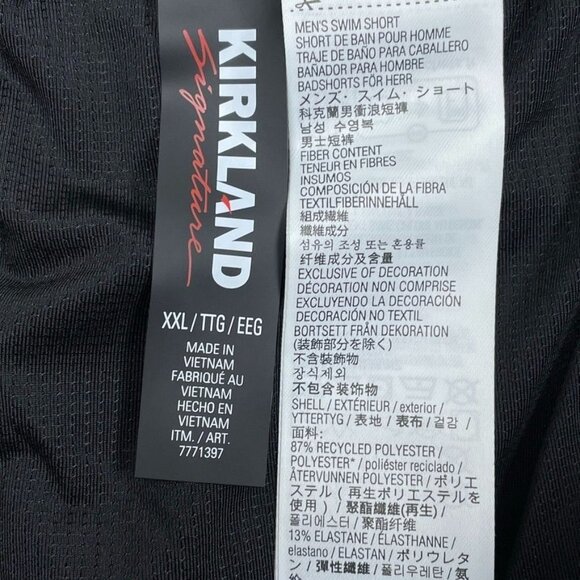 KIRKLAND
Signature
XXL / TTG / EEG
MADE IN
VIETNAM
FABRIQUÉ AU
VIETNAM
HECHO EN
VIETNAM
ITM. / ART.
7771397
MEN'S SWIM SHORT
SHORT DE BAIN POUR HOMME
TRAJE DE BAÑO PARA CABALLERO
BAÑADOR PARA HOMBRE
BADSHORTS FÖR HERR
メンズ・スイム・ショート
科克蘭男衝浪短褲
남성 수영복
男士短裤
FIBER CONTENT
TENEUR EN FIBRES
INSUMOS
COMPOSICIÓN DE LA FIBRA
TEXTILFIBERINNEHÅLL
組成繊維
纖維成分
섬유의 조성 또는 혼용률
纤维成分及含量
EXCLUSIVE OF DECORATION
DÉCORATION NON COMPRISE
EXCLUYENDO LA DECORACIÓN
DECORACIÓN NO TEXTIL
BORTSETT FRÅN DEKORATION
(装飾部分を除く)
不含裝飾物
장식제외
不包含装饰物
SHELL / EXTÉRIEUR / exterior /
YTTERTYG / 表地 / 表布 / 겉감 /
面料:
87% RECYCLED POLYESTER /
POLYESTER* / poliéster reciclado /
ÅTERVUNNEN POLYESTER / ポリエ
ステル (再生ポリエステルを
使用) / 聚酯纖維(再生) /
폴리에스터 / 聚酯纤维
13% ELASTANE / ÉLASTHANNE /
elastano / ELASTAN / ポリウレタ
ン / 彈性纖維 / 폴리우레탄 / 氨
纶